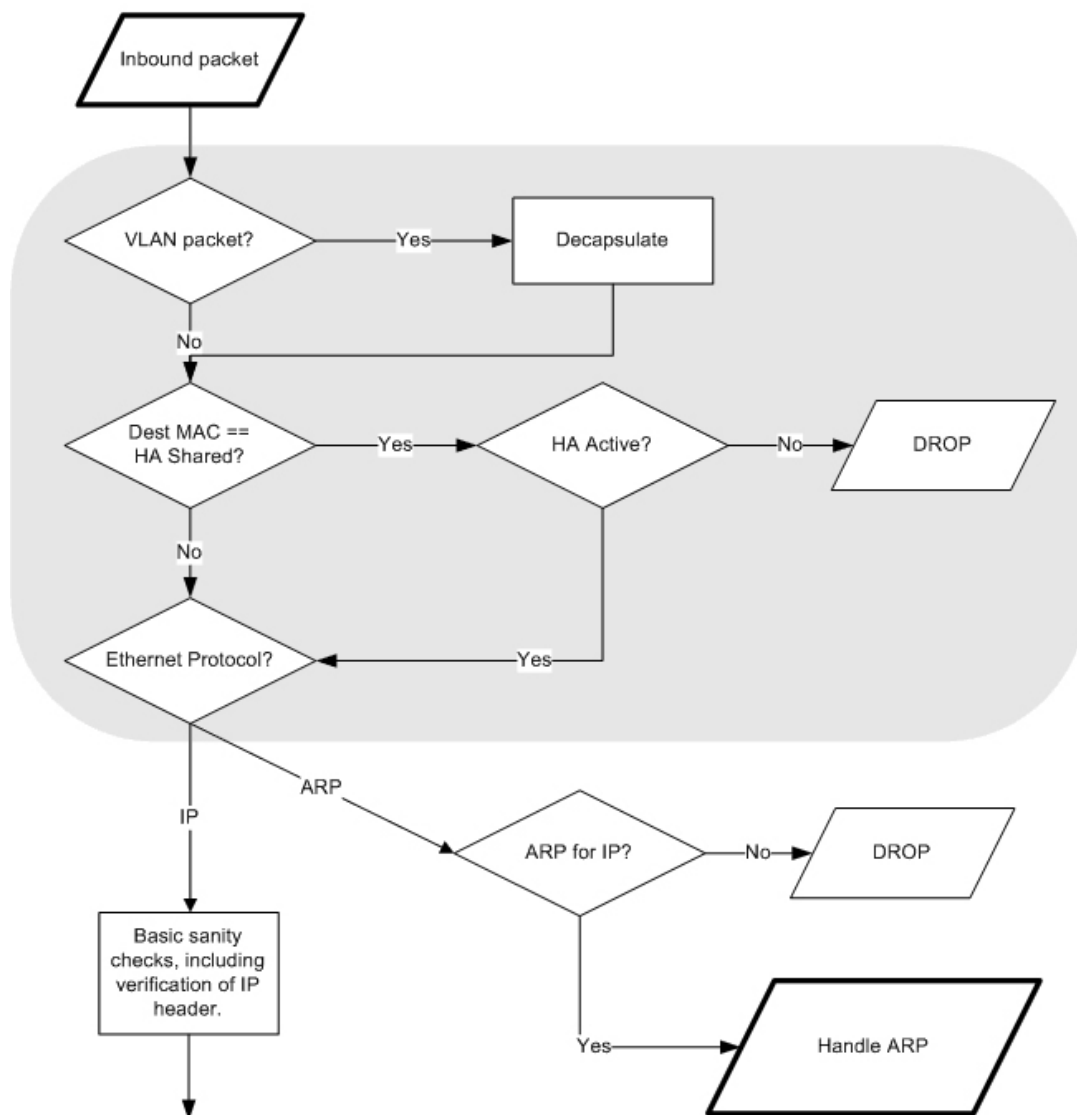 Inbound packet
VLAN packet?
Yes
Decapsulate
No
Dest MAC ==
HA Shared?
Yes
HA Active?
No
DROP
No
Ethernet Protocol?
Yes
ARP
IP
ARP for IP?
No
DROP
Basic sanity
checks, including
verification of IP
header.
Yes
Handle ARP